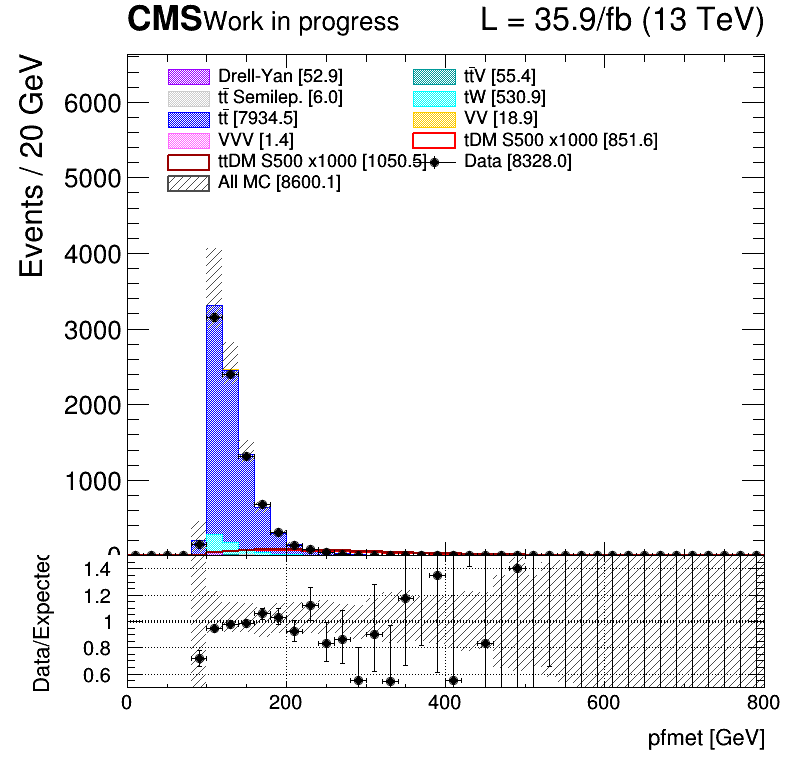 CMS Work in progress L = 35.9/fb (13 TeV)
Events / 20 GeV
Drell-Yan [52.9] tt̄V [55.4]
tt̄ Semilep. [6.0] tW [530.9]
tt̄ [7934.5] VV [18.9]
VVV [1.4] tDM S500 x1000 [851.6]
ttDM S500 x1000 [1050.5] Data [8328.0]
All MC [8600.1]
6000
5000
4000
3000
2000
1000
0
Data/Expected
1.4
1.2
1
0.8
0.6
0 200 400 600 800
pfmet [GeV]